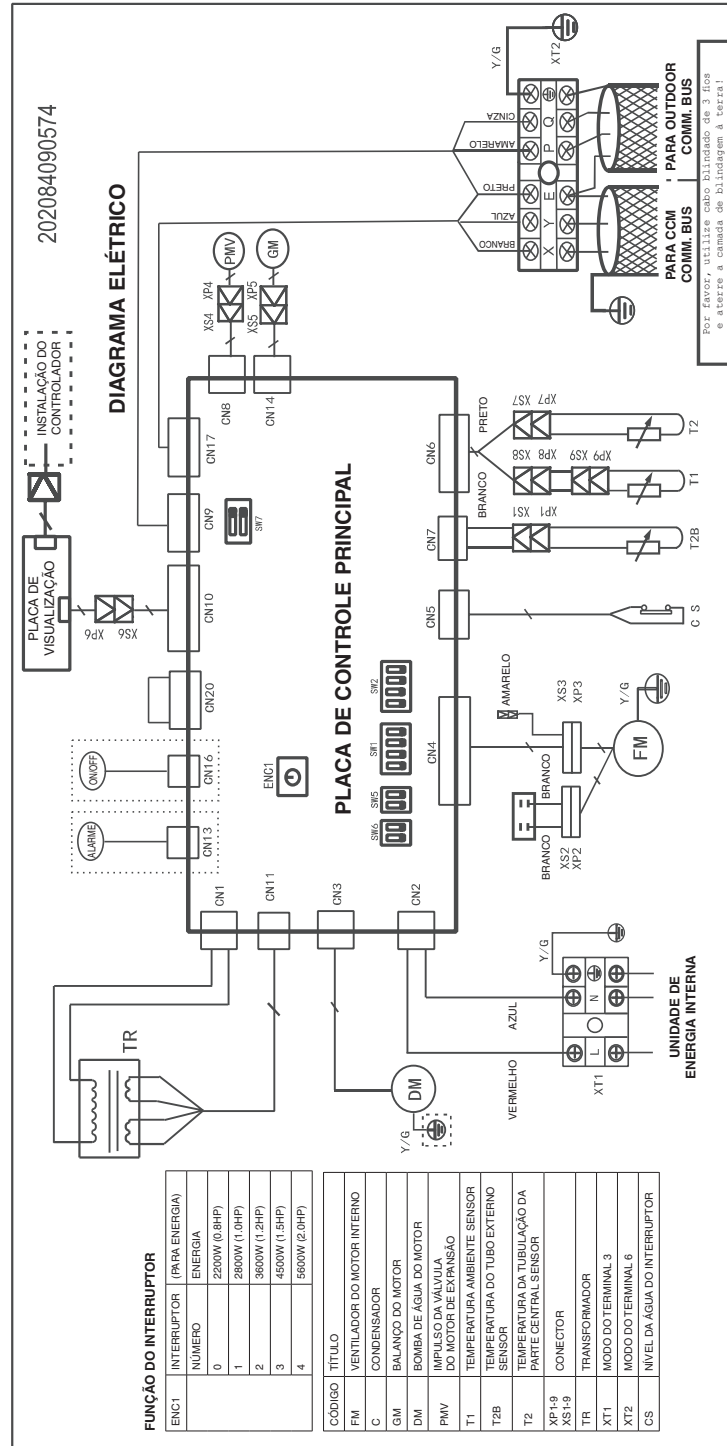 202084090574
DIAGRAMA ELÉTRICO
INSTALAÇÃO DO
CONTROLADOR
PLACA DE
VISUALIZAÇÃO
XP6
XS6
ALARME
ON/OFF
CN13
CN16
CN20
CN10
CN9
CN17
SW7
CN8
CN14
XS4
XP4
PMV
XS5
XP5
GM
TR
CN1
CN11
CN3
CN2
ENC1
PLACA DE CONTROLE PRINCIPAL
SW6
SW5
SW1
SW2
CN4
CN5
CN7
CN6
DM
Y/G
VERMELHO
AZUL
Y/G
L
N
XT1
UNIDADE DE
ENERGIA INTERNA
BRANCO
XS2
XP2
BRANCO
AMARELO
XS3
XP3
FM
Y/G
C S
XS1
XP1
T2B
BRANCO
PRETO
XS8
XP8
XS9
XP9
T1
XS7
XP7
T2
BRANCO
AZUL
PRETO
AMARELO
CINZA
Y/G
XT2
X
Y
E
P
Q
PARA CCM
COMM. BUS
PARA OUTDOOR
COMM. BUS
Por favor, utilize cabo blindado de 3 fios
e aterre a camada de blindagem à terra!
FUNÇÃO DO INTERRUPTOR
ENC1 INTERRUPTOR (PARA ENERGIA)
NÚMERO ENERGIA
0 2200W (0.8HP)
1 2800W (1.0HP)
2 3600W (1.2HP)
3 4500W (1.5HP)
4 5600W (2.0HP)
CÓDIGO TÍTULO
FM VENTILADOR DO MOTOR INTERNO
C CONDENSADOR
GM BALANÇO DO MOTOR
DM BOMBA DE ÁGUA DO MOTOR
PMV IMPULSO DA VÁLVULA
DO MOTOR DE EXPANSÃO
T1 TEMPERATURA AMBIENTE SENSOR
T2B TEMPERATURA DO TUBO EXTERNO
SENSOR
T2 TEMPERATURA DA TUBULAÇÃO DA
PARTE CENTRAL SENSOR
XP1-9
XS1-9 CONECTOR
TR TRANSFORMADOR
XT1 MODO DO TERMINAL 3
XT2 MODO DO TERMINAL 6
CS NÍVEL DA ÁGUA DO INTERRUPTOR